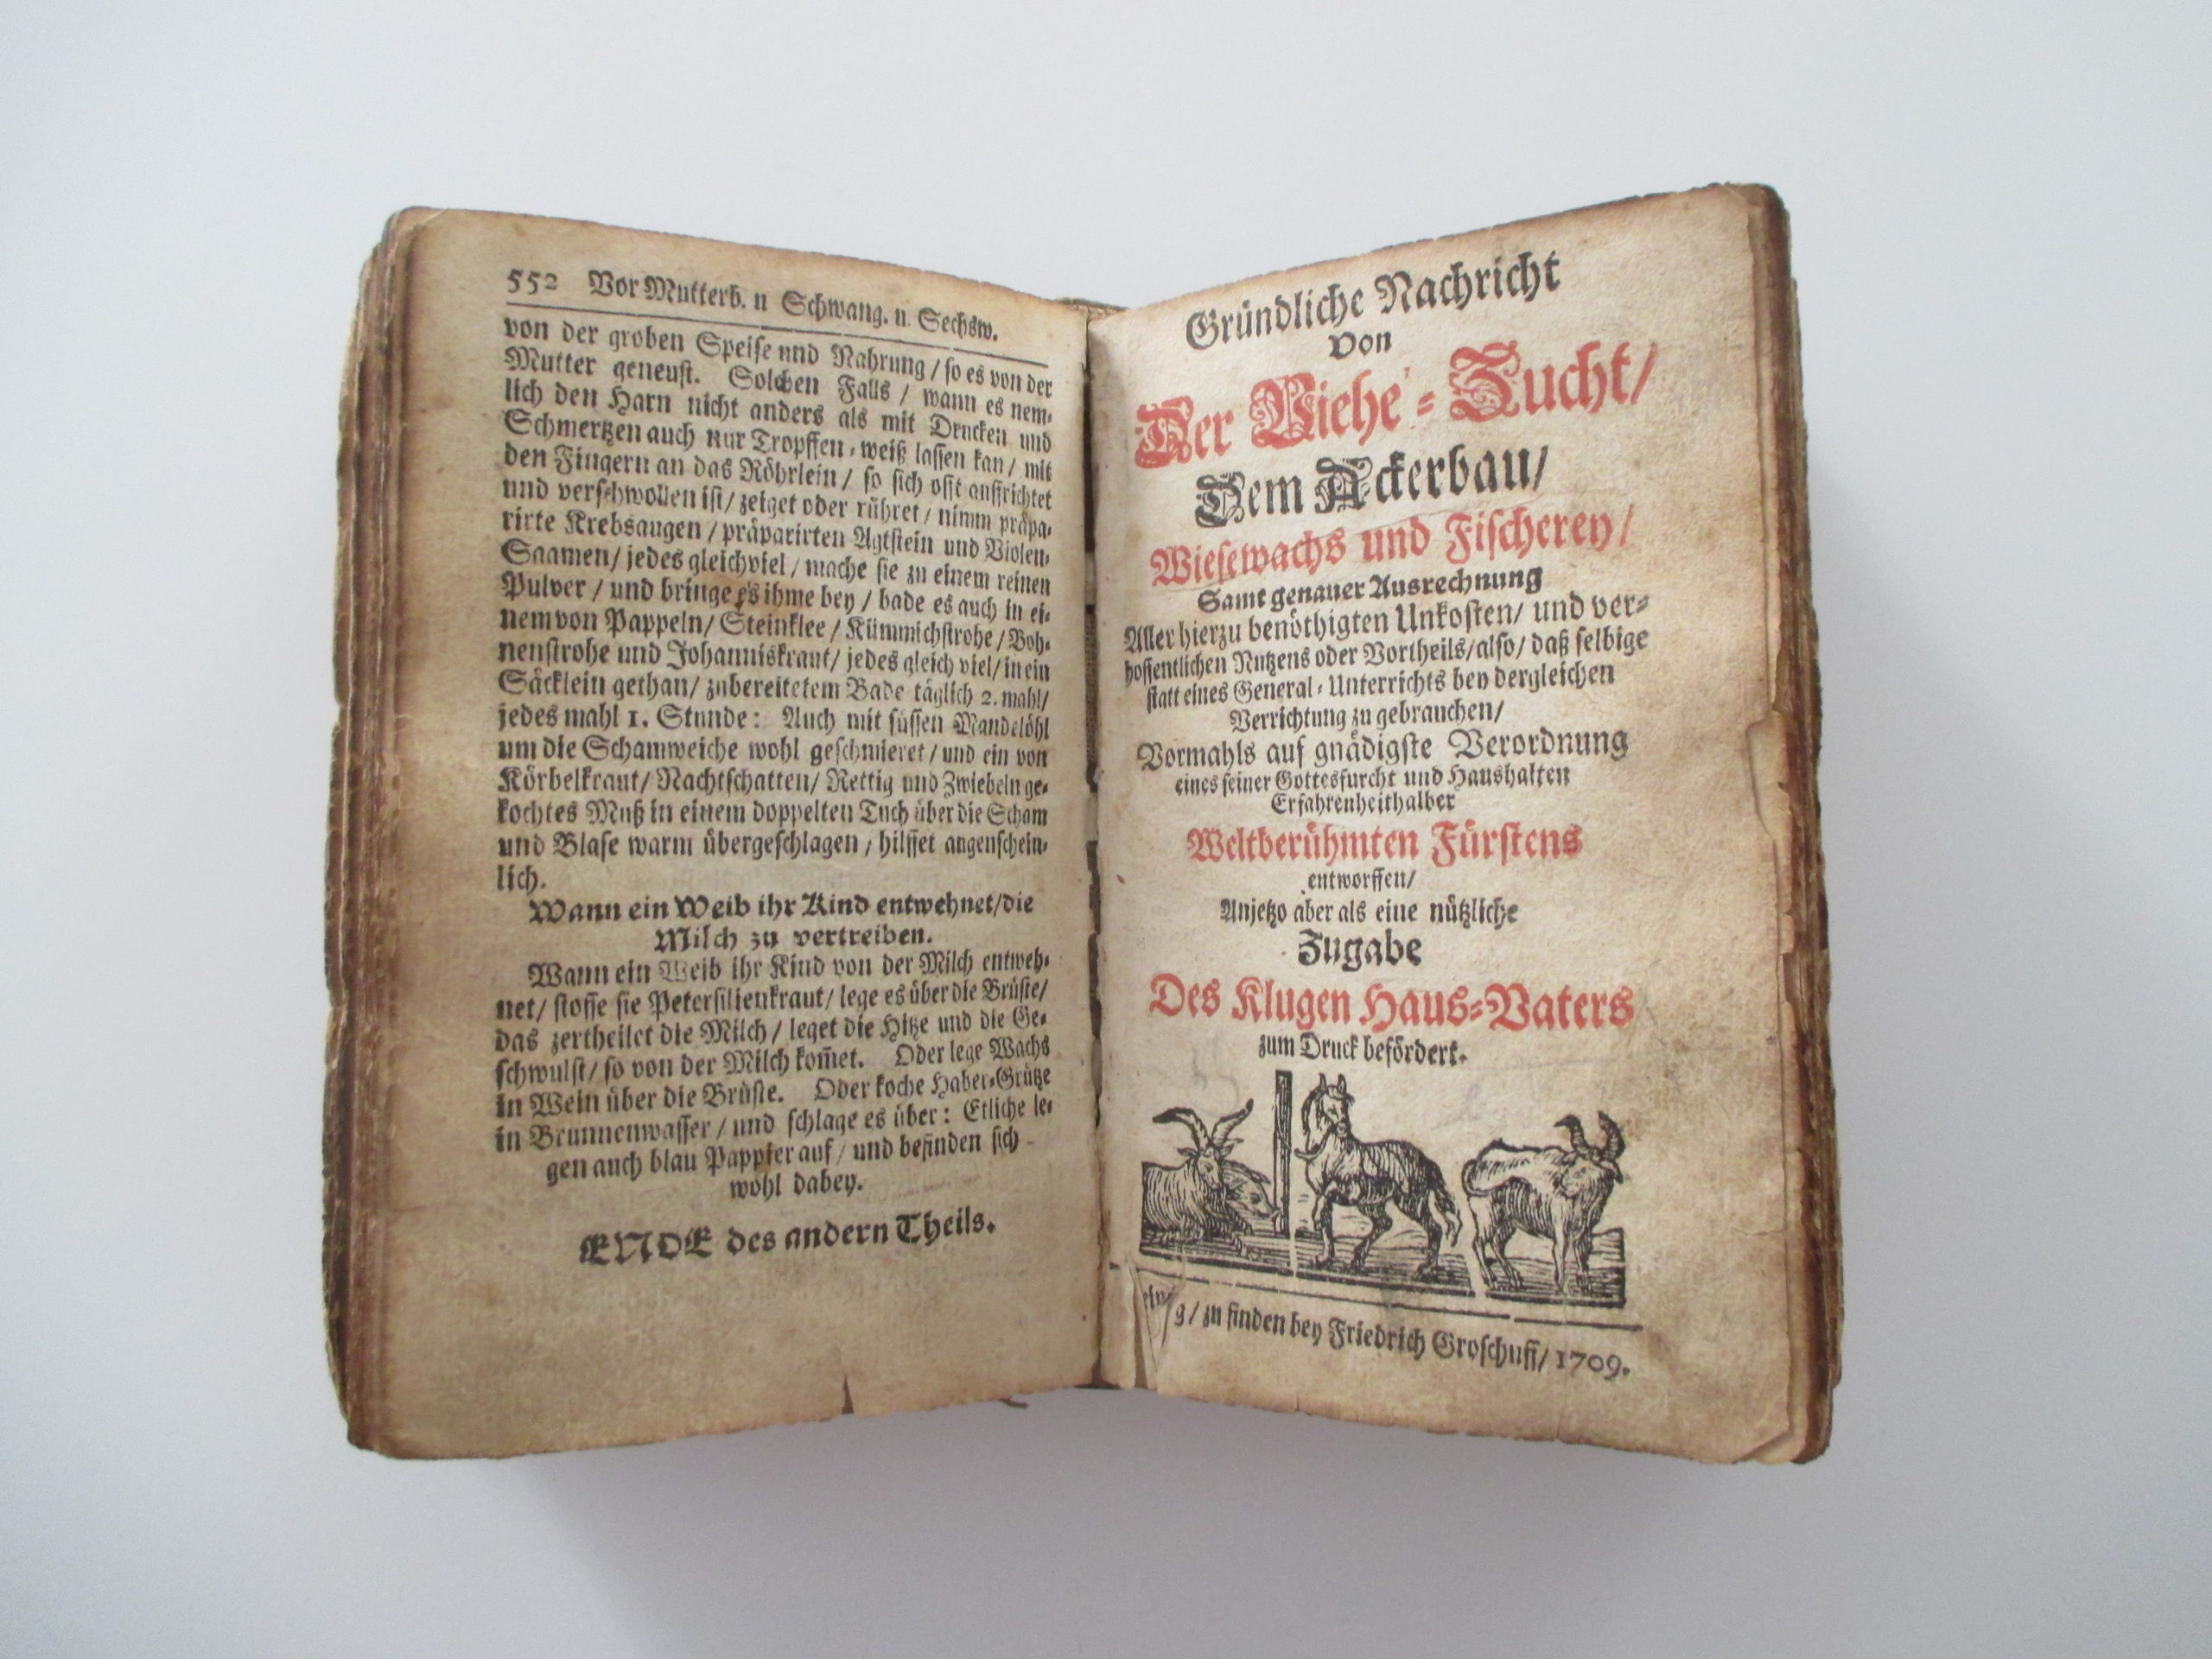 552 Vor Mutterb. u Schwang. u. Sechsw.
von der groben Speise und Nahrung / so es von der
Mutter geneust. Solchen Falls / wann es nem-
lich den Harn nicht anders als mit Drucken und
Schmertzen auch nur Tropffen-weiß lassen kan / mit
den Fingern an das Röhrlein / so sich offt auffrichtet
und verschwollen ist / zeiget oder rühret / nimm präpa-
rirte Krebsaugen / präparirten Agtstein und Violen-
Saamen / jedes gleichviel / mache sie zu einem reinen
Pulver / und bringe es ihme bey / bade es auch in ei-
nem von Pappeln / Steinklee / Kümmichstrohe / Boh-
nenstrohe und Johanniskraut / jedes gleich viel / in ein
Säcklein gethan / zubereitetem Bade täglich 2. mahl /
jedes mahl 1. Stunde : Auch mit süssen Mandelöhl
um die Schamweiche wohl geschmieret / und ein von
Körbelkraut / Nachtschatten / Rettig und Zwiebeln ge-
kochtes Muß in einem doppelten Tuch über die Scham
und Blase warm übergeschlagen / hilffet augenschein-
lich.
Wann ein Weib ihr Kind entwehnet / die
Milch zu vertreiben.
Wann ein Weib ihr Kind von der Milch entweh-
net / stosse sie Petersilienkraut / lege es über die Brüste /
das zertheilet die Milch / leget die Hitze und die Ge-
schwulst / so von der Milch kom̄et. Oder lege Wachs
in Wein über die Brüste. Oder koche Haber-Grütze
in Brunnenwasser / und schlage es über : Etliche le-
gen auch blau Pappier auf / und befinden sich
wohl dabey.
ENDE des andern Theils.
Gründliche Nachricht
Von
Der Viehe-Zucht /
Dem Ackerbau /
Wiesewachs und Fischerey /
Samt genauer Ausrechnung
Aller hierzu benöthigten Unkosten / und ver-
hoffentlichen Nutzens oder Vortheils / also / daß selbige
statt eines General-Unterrichts bey dergleichen
Verrichtung zu gebrauchen /
Vormahls auf gnädigste Verordnung
eines seiner Gottesfurcht und Haushalten
Erfahrenheit halber
Weltberühmten Fürstens
entworffen /
Anjetzo aber als eine nützliche
Zugabe
Des Klugen Haus-Vaters
zum Druck befördert.
g / zu finden bey Friedrich Groschuff / 1709.